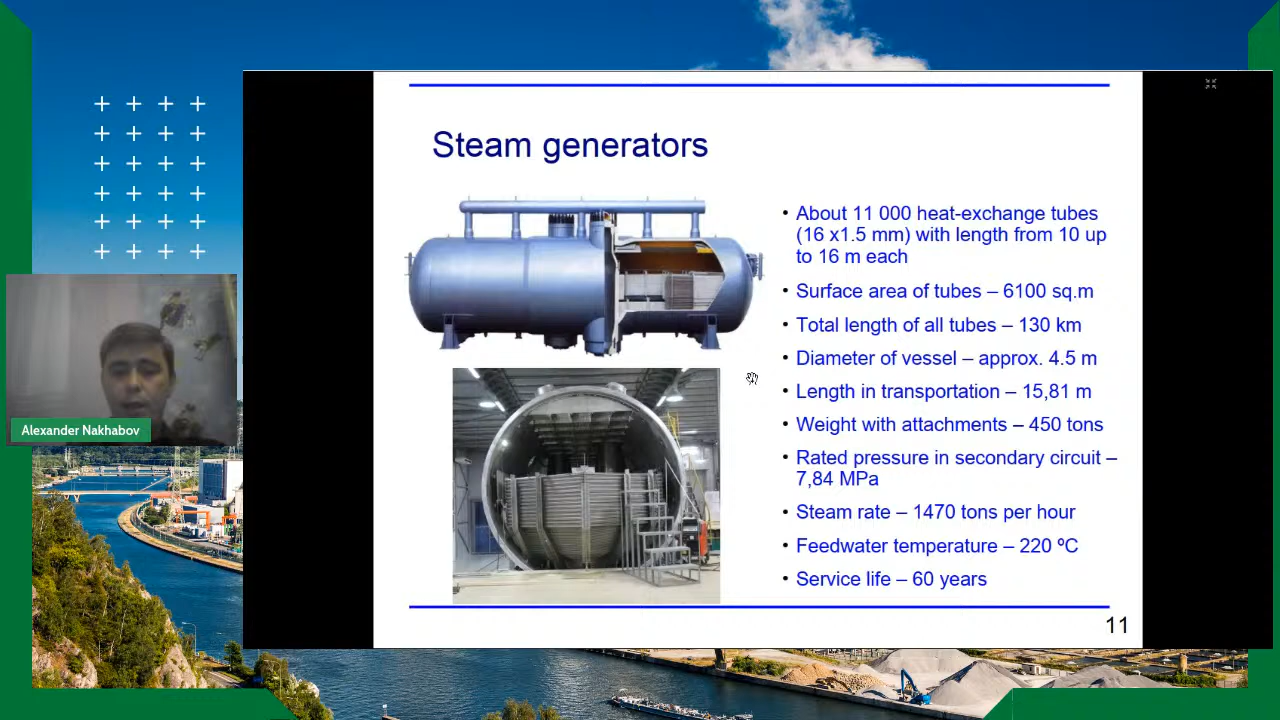 Steam generators
• About 11 000 heat-exchange tubes
(16 x1.5 mm) with length from 10 up
to 16 m each
• Surface area of tubes – 6100 sq.m
• Total length of all tubes – 130 km
• Diameter of vessel – approx. 4.5 m
• Length in transportation – 15,81 m
• Weight with attachments – 450 tons
• Rated pressure in secondary circuit –
7,84 MPa
• Steam rate – 1470 tons per hour
• Feedwater temperature – 220 ºC
• Service life – 60 years
11
Alexander Nakhabov